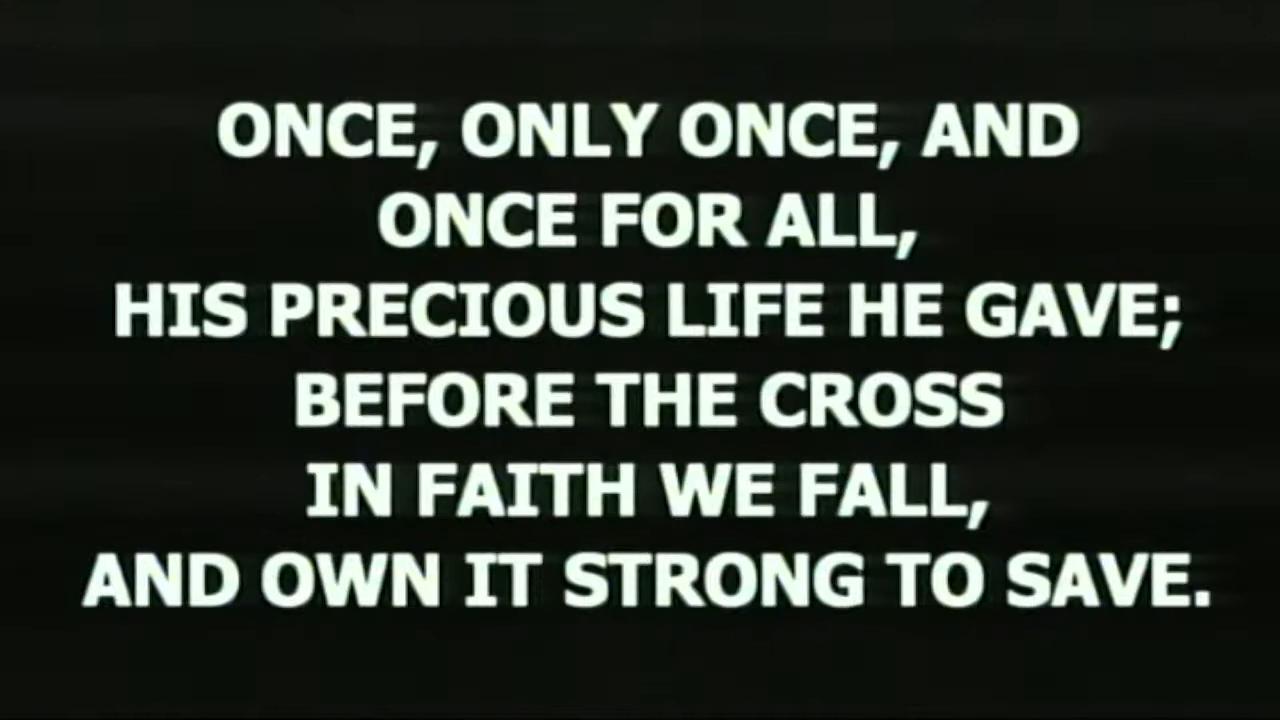 ONCE, ONLY ONCE, AND
ONCE FOR ALL,
HIS PRECIOUS LIFE HE GAVE;
BEFORE THE CROSS
IN FAITH WE FALL,
AND OWN IT STRONG TO SAVE.